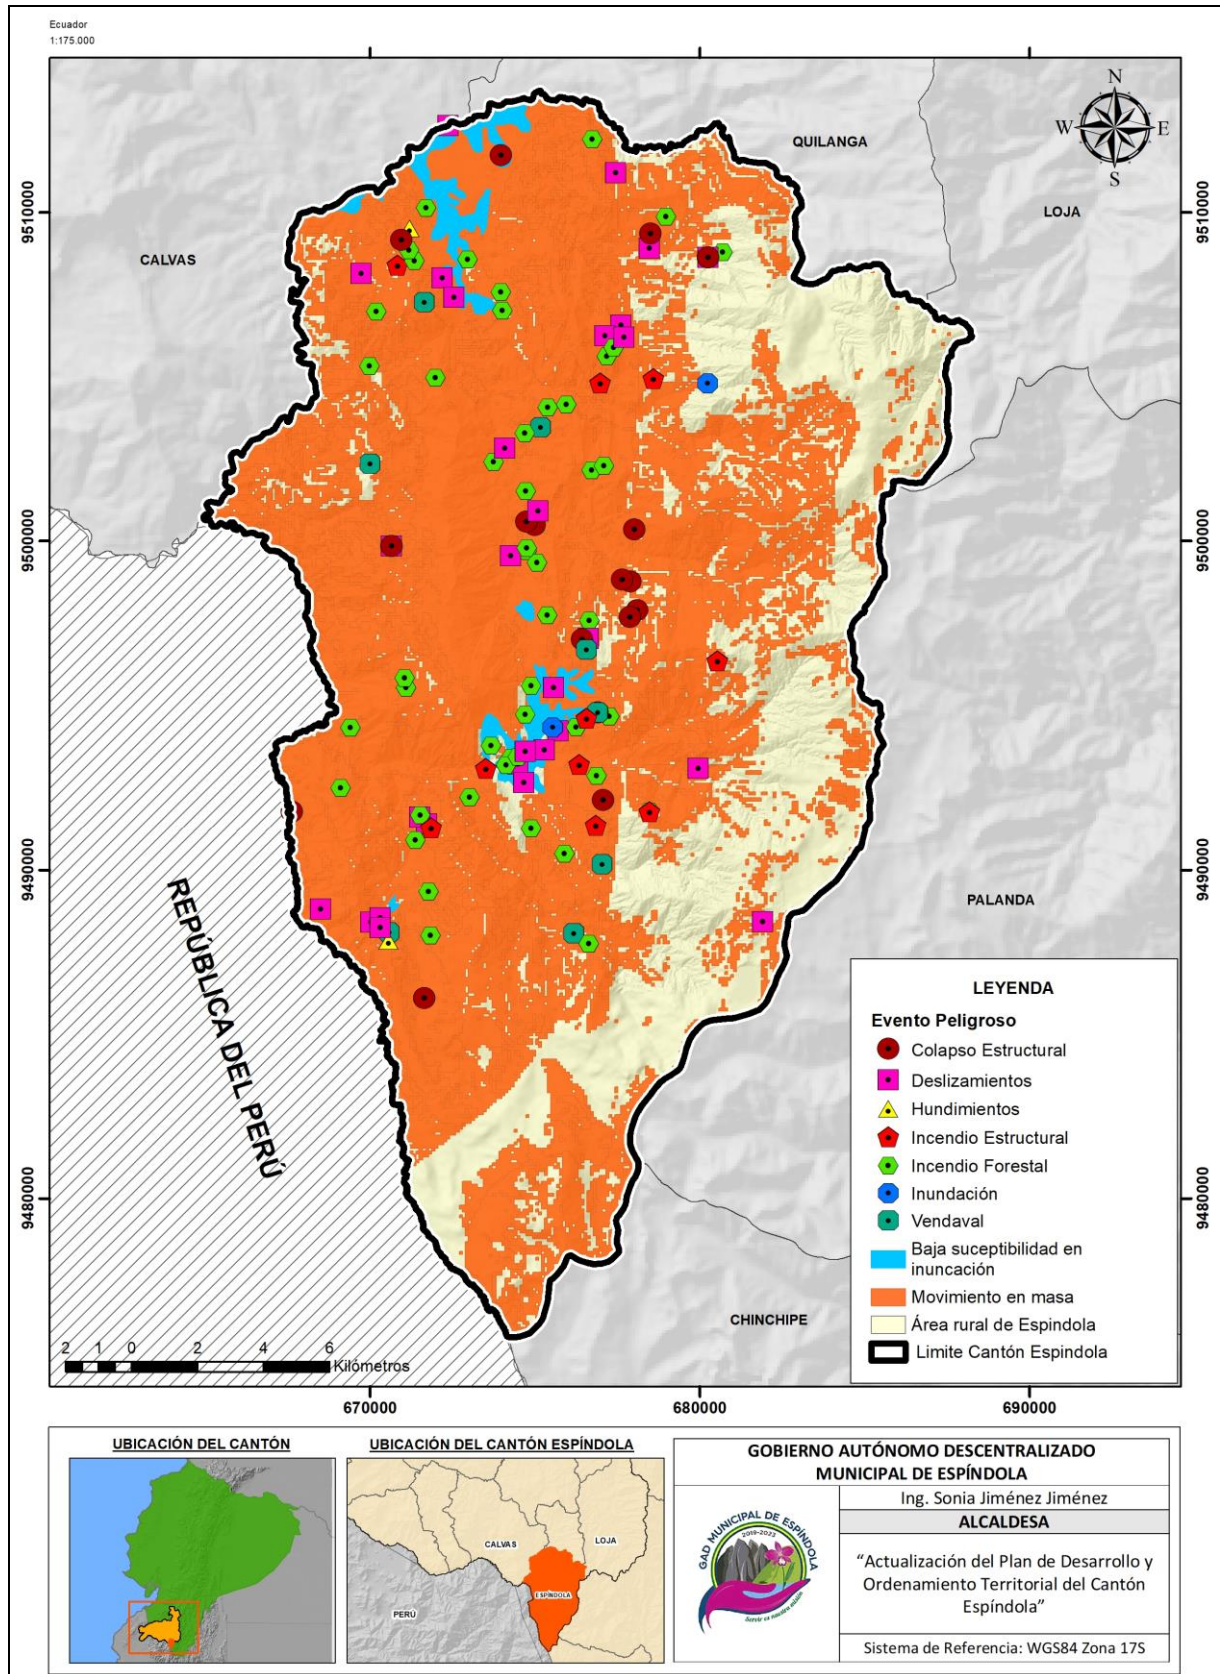 Ecuador
1:175.000
N
W
E
S
QUILANGA
LOJA
CALVAS
PALANDA
CHINCHIPE
REPÚBLICA DEL PERÚ
9510000
9510000
9500000
9500000
9490000
9490000
9480000
9480000
670000
680000
690000
2 1 0 2 4 6
Kilómetros
LEYENDA
Evento Peligroso
Colapso Estructural
Deslizamientos
Hundimientos
Incendio Estructural
Incendio Forestal
Inundación
Vendaval
Baja suceptibilidad en
inuncación
Movimiento en masa
Área rural de Espindola
Limite Cantón Espindola
UBICACIÓN DEL CANTÓN
UBICACIÓN DEL CANTÓN ESPÍNDOLA
CALVAS
LOJA
ESPÍNDOLA
PERÚ
GOBIERNO AUTÓNOMO DESCENTRALIZADO
MUNICIPAL DE ESPÍNDOLA
GAD MUNICIPAL DE ESPÍNDOLA
2019-2023
Servir es nuestra misión
Ing. Sonia Jiménez Jiménez
ALCALDESA
“Actualización del Plan de Desarrollo y
Ordenamiento Territorial del Cantón
Espíndola”
Sistema de Referencia: WGS84 Zona 17S